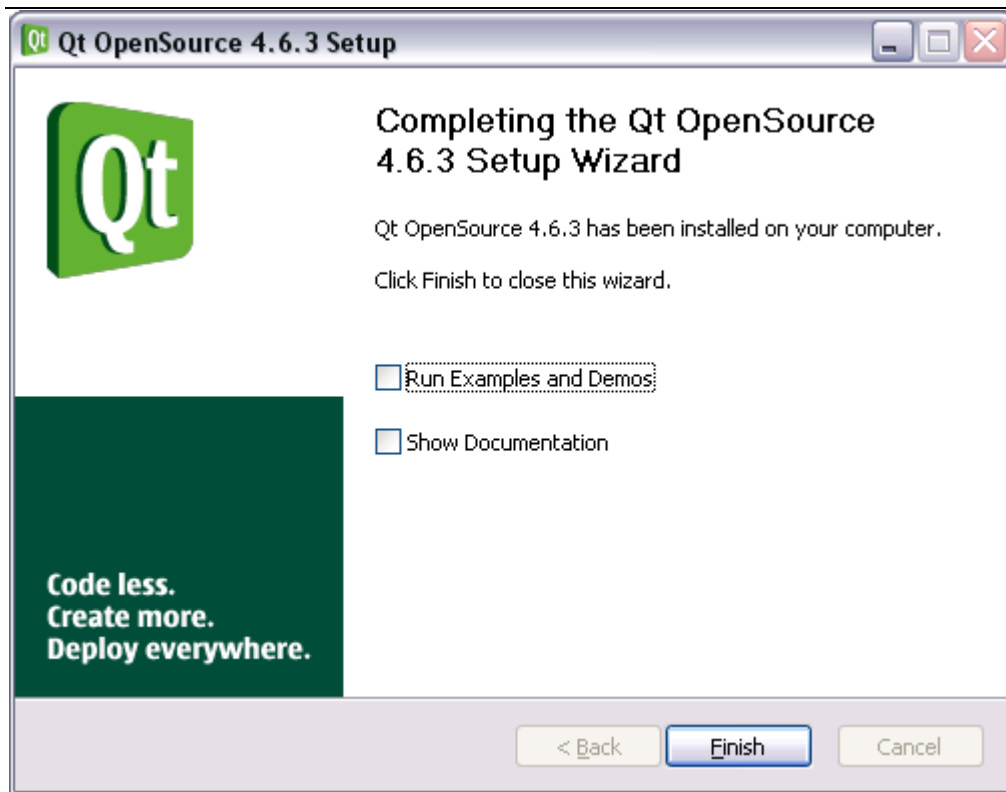 Qt OpenSource 4.6.3 Setup
Qt
Completing the Qt OpenSource
4.6.3 Setup Wizard
Qt OpenSource 4.6.3 has been installed on your computer.
Click Finish to close this wizard.
Run Examples and Demos
Show Documentation
Code less.
Create more.
Deploy everywhere.
< Back
Finish
Cancel